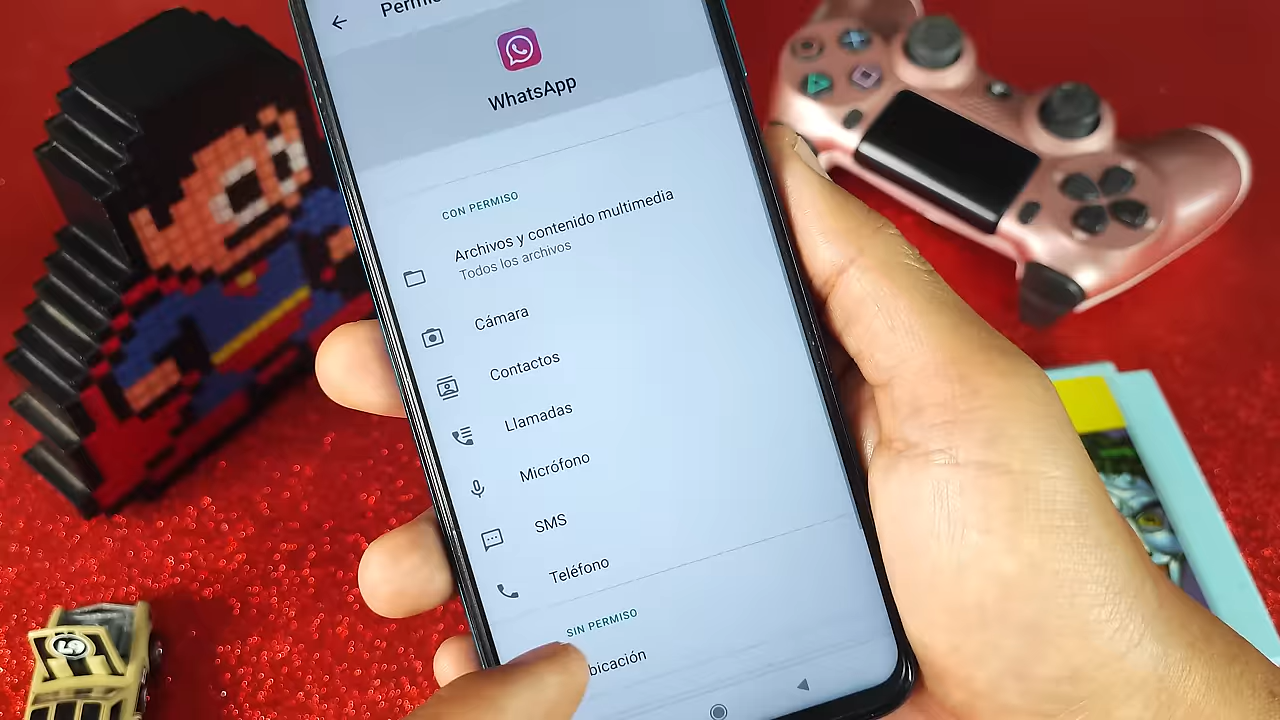 WhatsApp
CON PERMISO
Archivos y contenido multimedia
Todos los archivos
Cámara
Contactos
Llamadas
Micrófono
SMS
Teléfono
SIN PERMISO